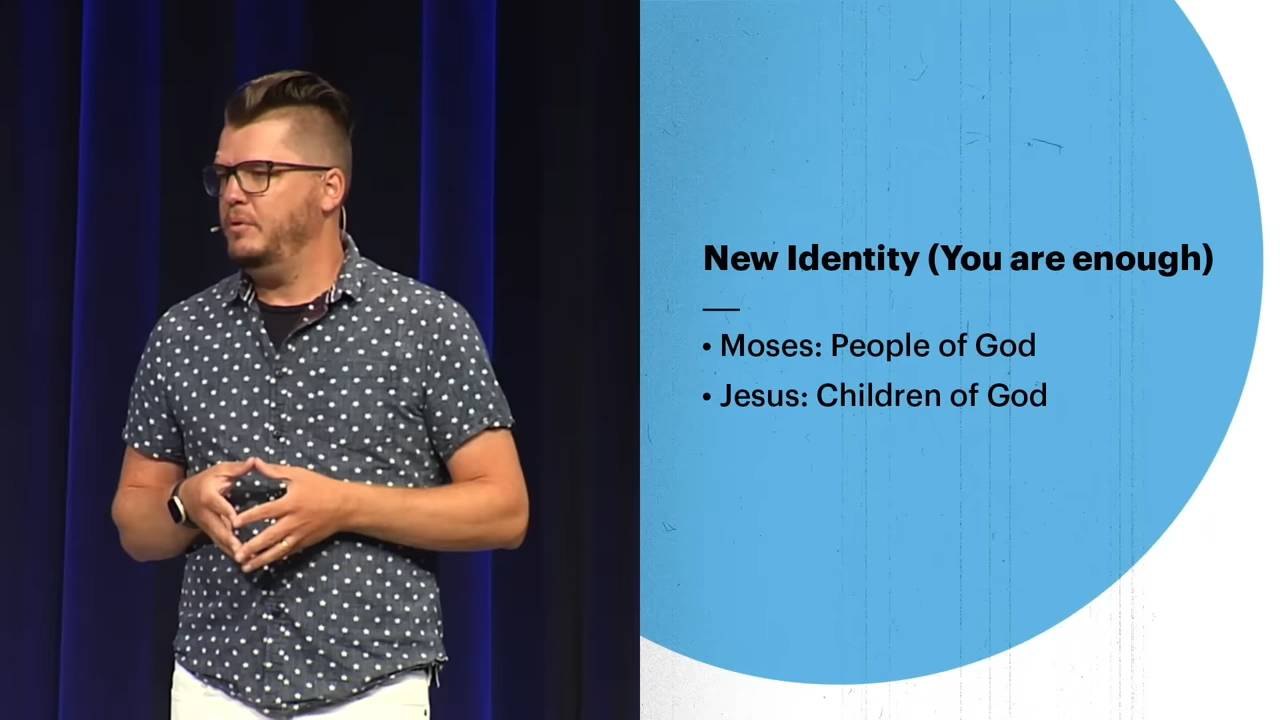 New Identity (You are enough)
• Moses: People of God
• Jesus: Children of God